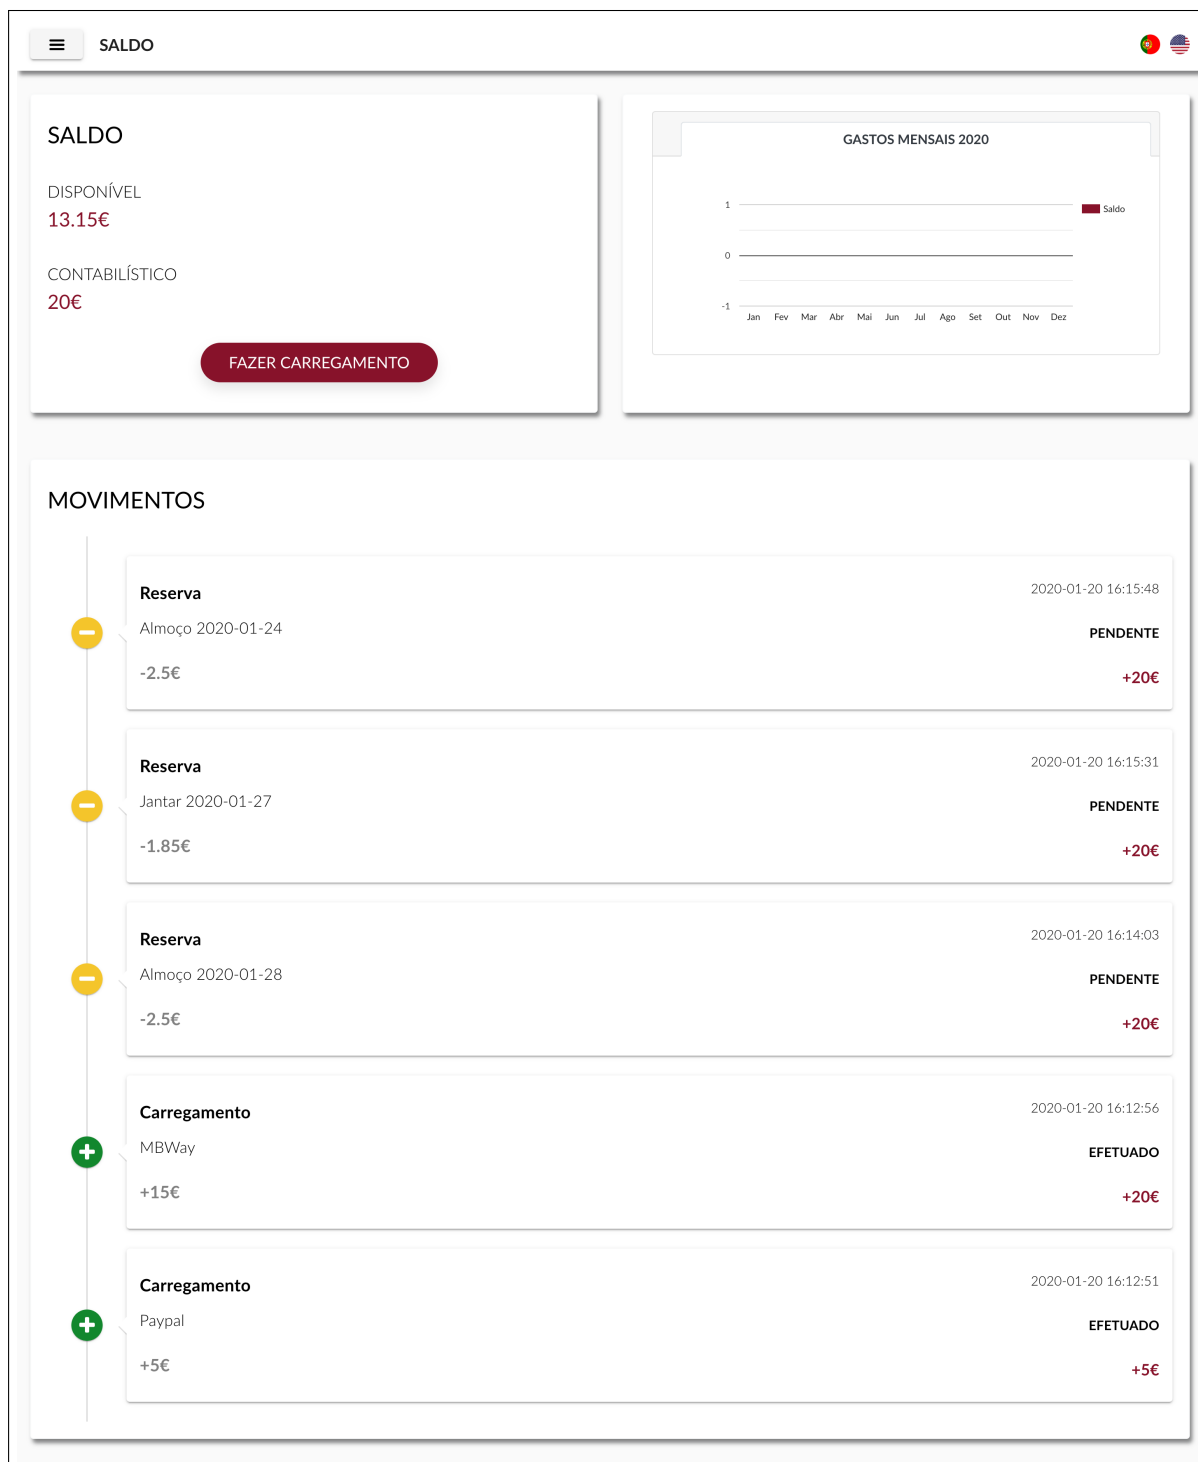 SALDO
SALDO
DISPONÍVEL
13.15€
CONTABILÍSTICO
20€
FAZER CARREGAMENTO
GASTOS MENSAIS 2020
1
0
-1
Jan Fev Mar Abr Mai Jun Jul Ago Set Out Nov Dez
Saldo
MOVIMENTOS
Reserva 2020-01-20 16:15:48
Almoço 2020-01-24 PENDENTE
-2.5€ +20€
Reserva 2020-01-20 16:15:31
Jantar 2020-01-27 PENDENTE
-1.85€ +20€
Reserva 2020-01-20 16:14:03
Almoço 2020-01-28 PENDENTE
-2.5€ +20€
Carregamento 2020-01-20 16:12:56
MBWay EFETUADO
+15€ +20€
Carregamento 2020-01-20 16:12:51
Paypal EFETUADO
+5€ +5€